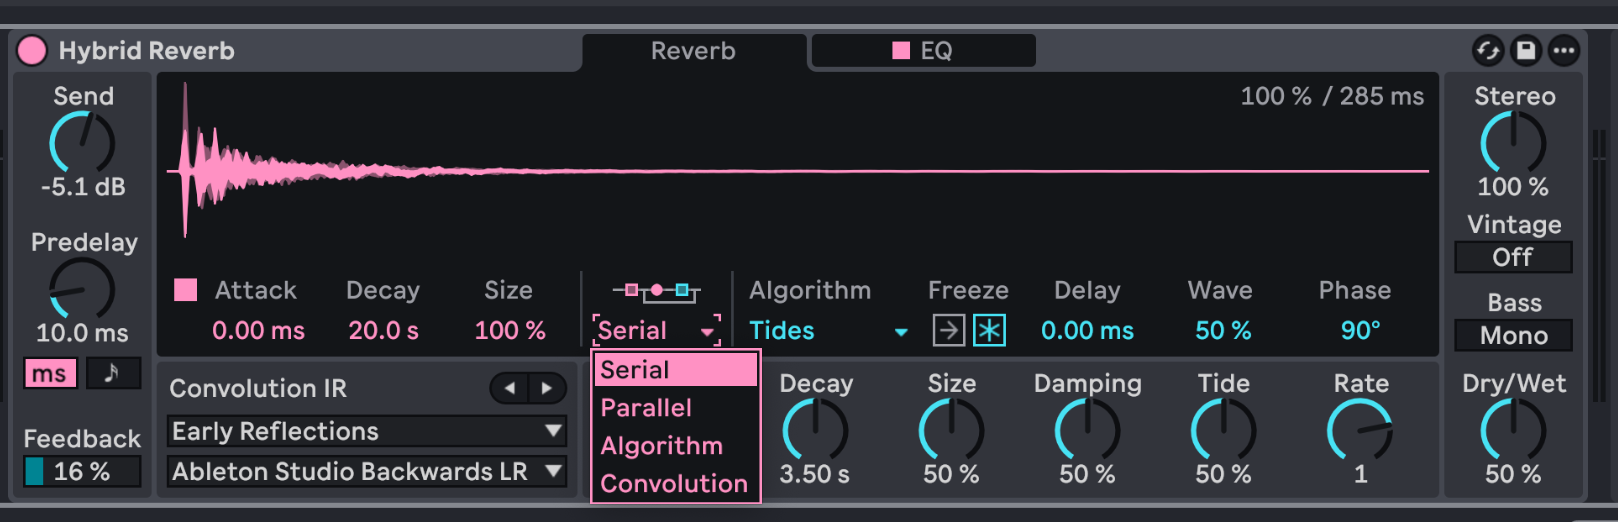 Hybrid Reverb
Reverb
EQ
Send
-5.1 dB
Predelay
10.0 ms
ms
Feedback
16 %
100 % / 285 ms
Attack
0.00 ms
Decay
20.0 s
Size
100 %
Serial
Serial
Parallel
Algorithm
Convolution
Algorithm
Tides
Freeze
Delay
0.00 ms
Wave
50 %
Phase
90°
Convolution IR
Early Reflections
Ableton Studio Backwards LR
Decay
3.50 s
Size
50 %
Damping
50 %
Tide
50 %
Rate
1
Stereo
100 %
Vintage
Off
Bass
Mono
Dry/Wet
50 %